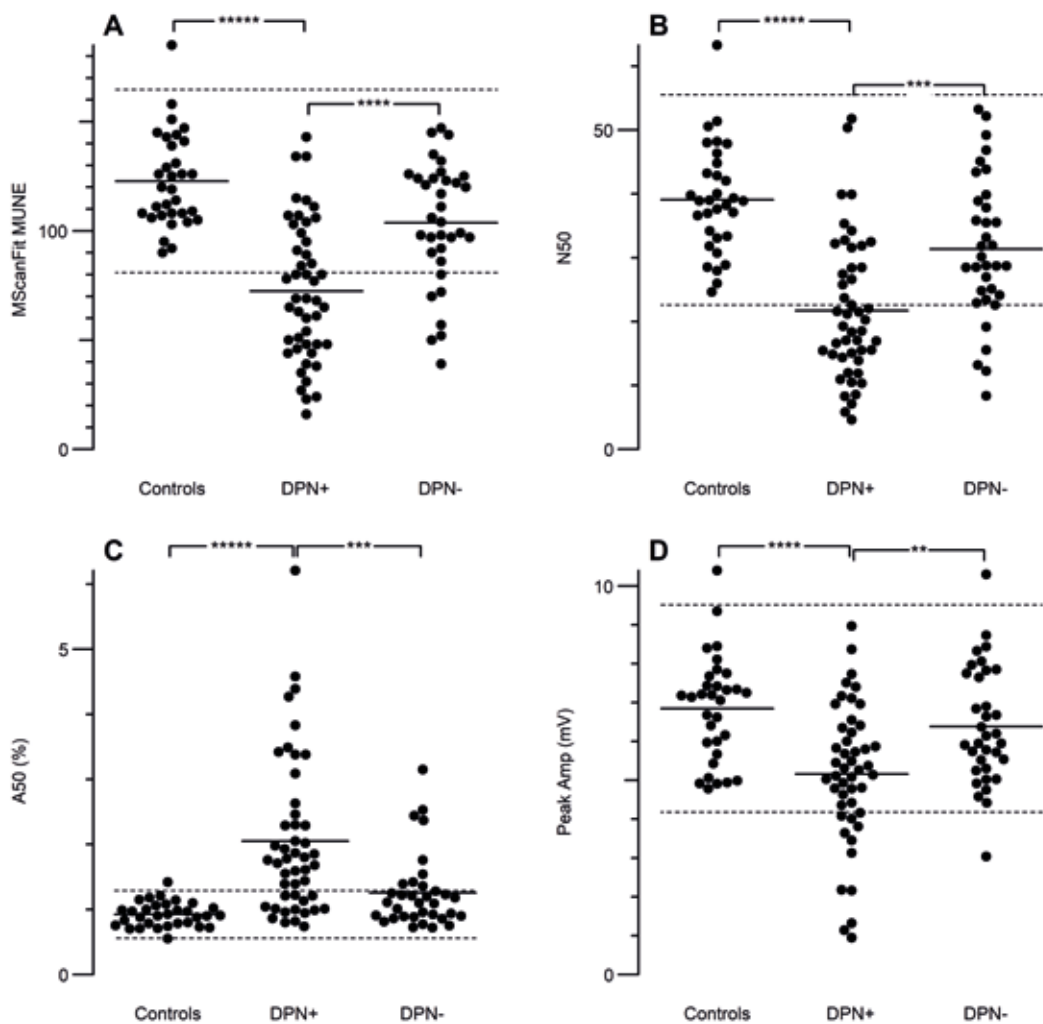 A
*****
B
*****
****
***
MScanFit MUNE
100
0
N50
50
0
Controls DPN+ DPN-
Controls DPN+ DPN-
C
*****
***
D
****
**
A50 (%)
5
0
Peak Amp (mV)
10
0
Controls DPN+ DPN-
Controls DPN+ DPN-